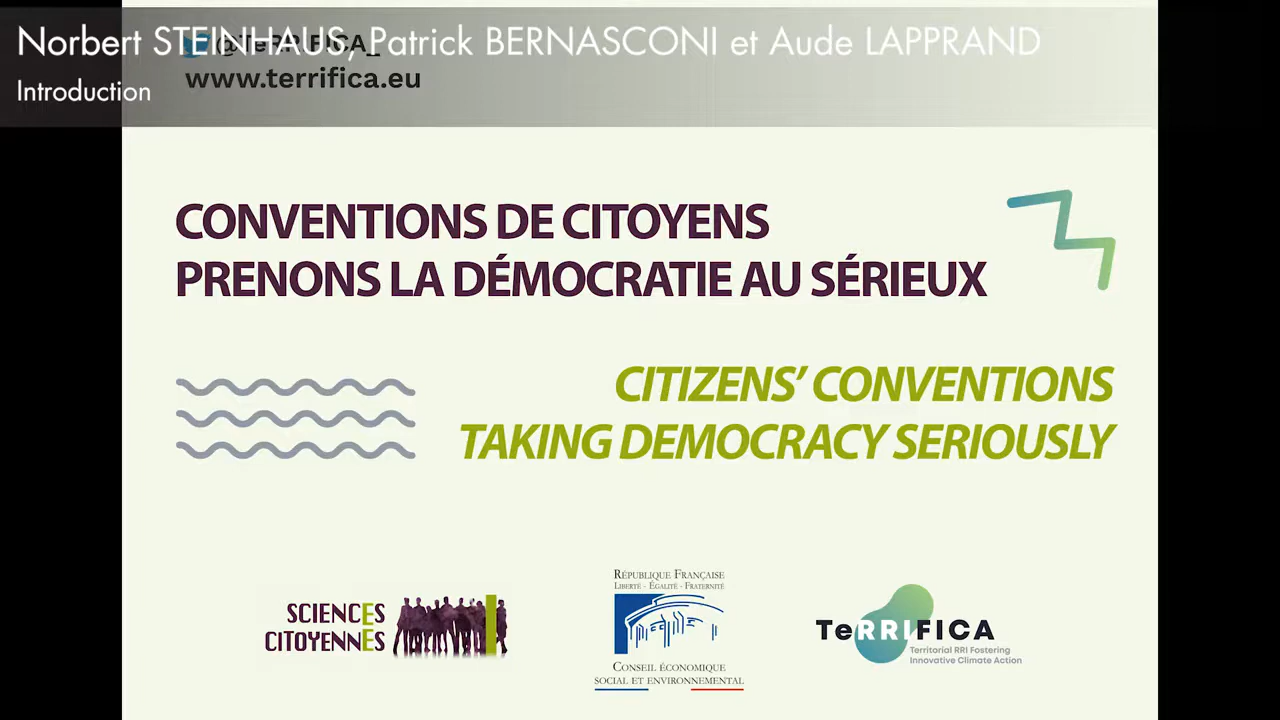 Norbert STEINHAUS, Patrick BERNASCONI et Aude LAPPRAND
@TeRRIFICA_
www.terrifica.eu
Introduction
CONVENTIONS DE CITOYENS
PRENONS LA DÉMOCRATIE AU SÉRIEUX
CITIZENS’ CONVENTIONS
TAKING DEMOCRACY SERIOUSLY
SCIENCES
CITOYENNES
RÉPUBLIQUE FRANÇAISE
LIBERTÉ - ÉGALITÉ - FRATERNITÉ
CONSEIL ÉCONOMIQUE
SOCIAL ET ENVIRONNEMENTAL
TeRRIFICA
Territorial RRI Fostering
Innovative Climate Action